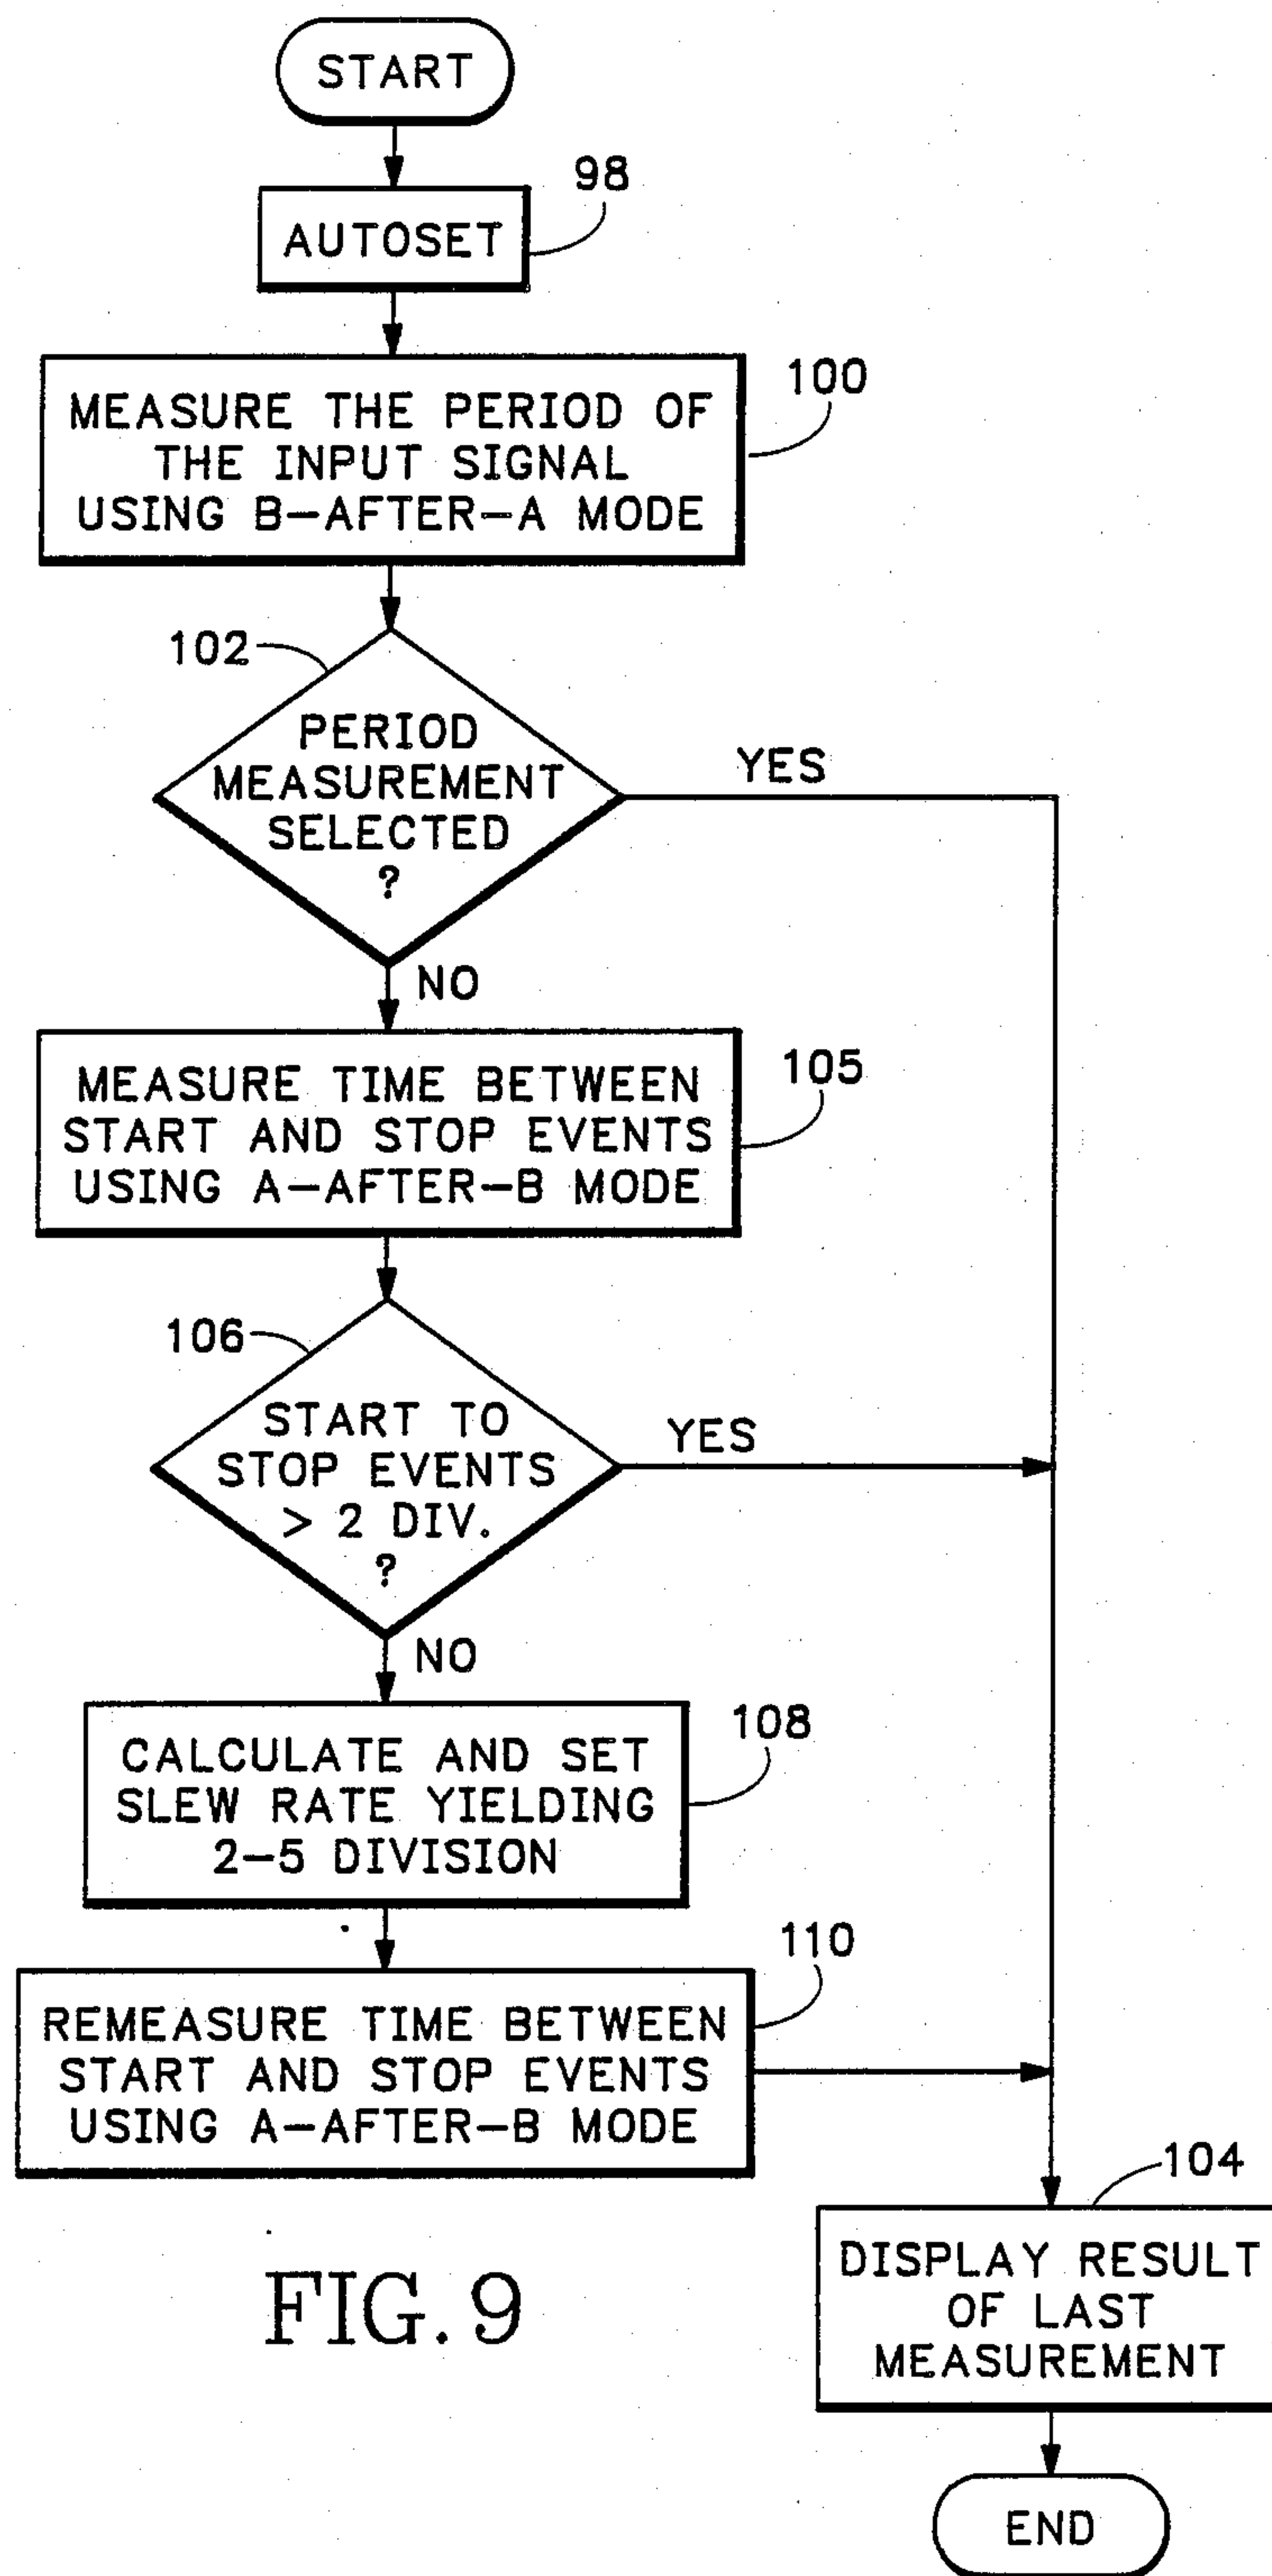 START
98
AUTOSET
100
MEASURE THE PERIOD OF
THE INPUT SIGNAL
USING B-AFTER-A MODE
102
PERIOD
MEASUREMENT
SELECTED
?
YES
NO
105
MEASURE TIME BETWEEN
START AND STOP EVENTS
USING A-AFTER-B MODE
106
START TO
STOP EVENTS
> 2 DIV.
?
YES
NO
108
CALCULATE AND SET
SLEW RATE YIELDING
2-5 DIVISION
110
REMEASURE TIME BETWEEN
START AND STOP EVENTS
USING A-AFTER-B MODE
104
DISPLAY RESULT
OF LAST
MEASUREMENT
END
FIG. 9